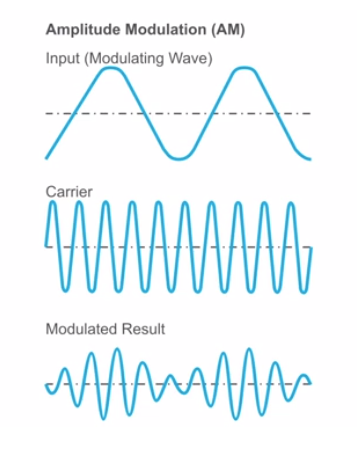 Amplitude Modulation (AM)
Input (Modulating Wave)
Carrier
Modulated Result